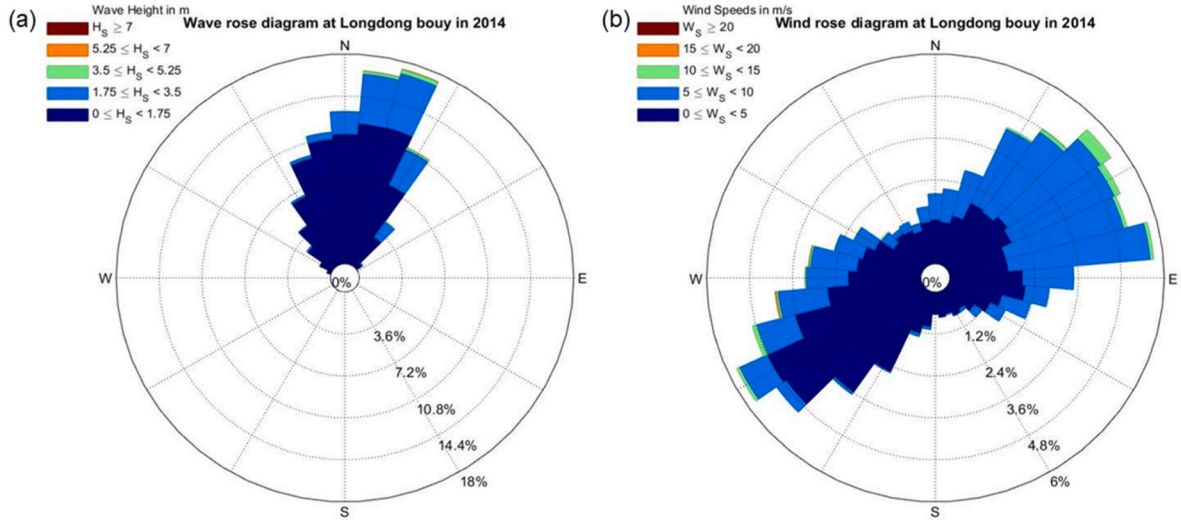 (a)
Wave Height in m
Wave rose diagram at Longdong bouy in 2014
H_S ≥ 7
5.25 ≤ H_S < 7
3.5 ≤ H_S < 5.25
1.75 ≤ H_S < 3.5
0 ≤ H_S < 1.75
N
W
E
S
0%
3.6%
7.2%
10.8%
14.4%
18%
(b)
Wind Speeds in m/s
Wind rose diagram at Longdong bouy in 2014
W_S ≥ 20
15 ≤ W_S < 20
10 ≤ W_S < 15
5 ≤ W_S < 10
0 ≤ W_S < 5
N
W
E
S
0%
1.2%
2.4%
3.6%
4.8%
6%